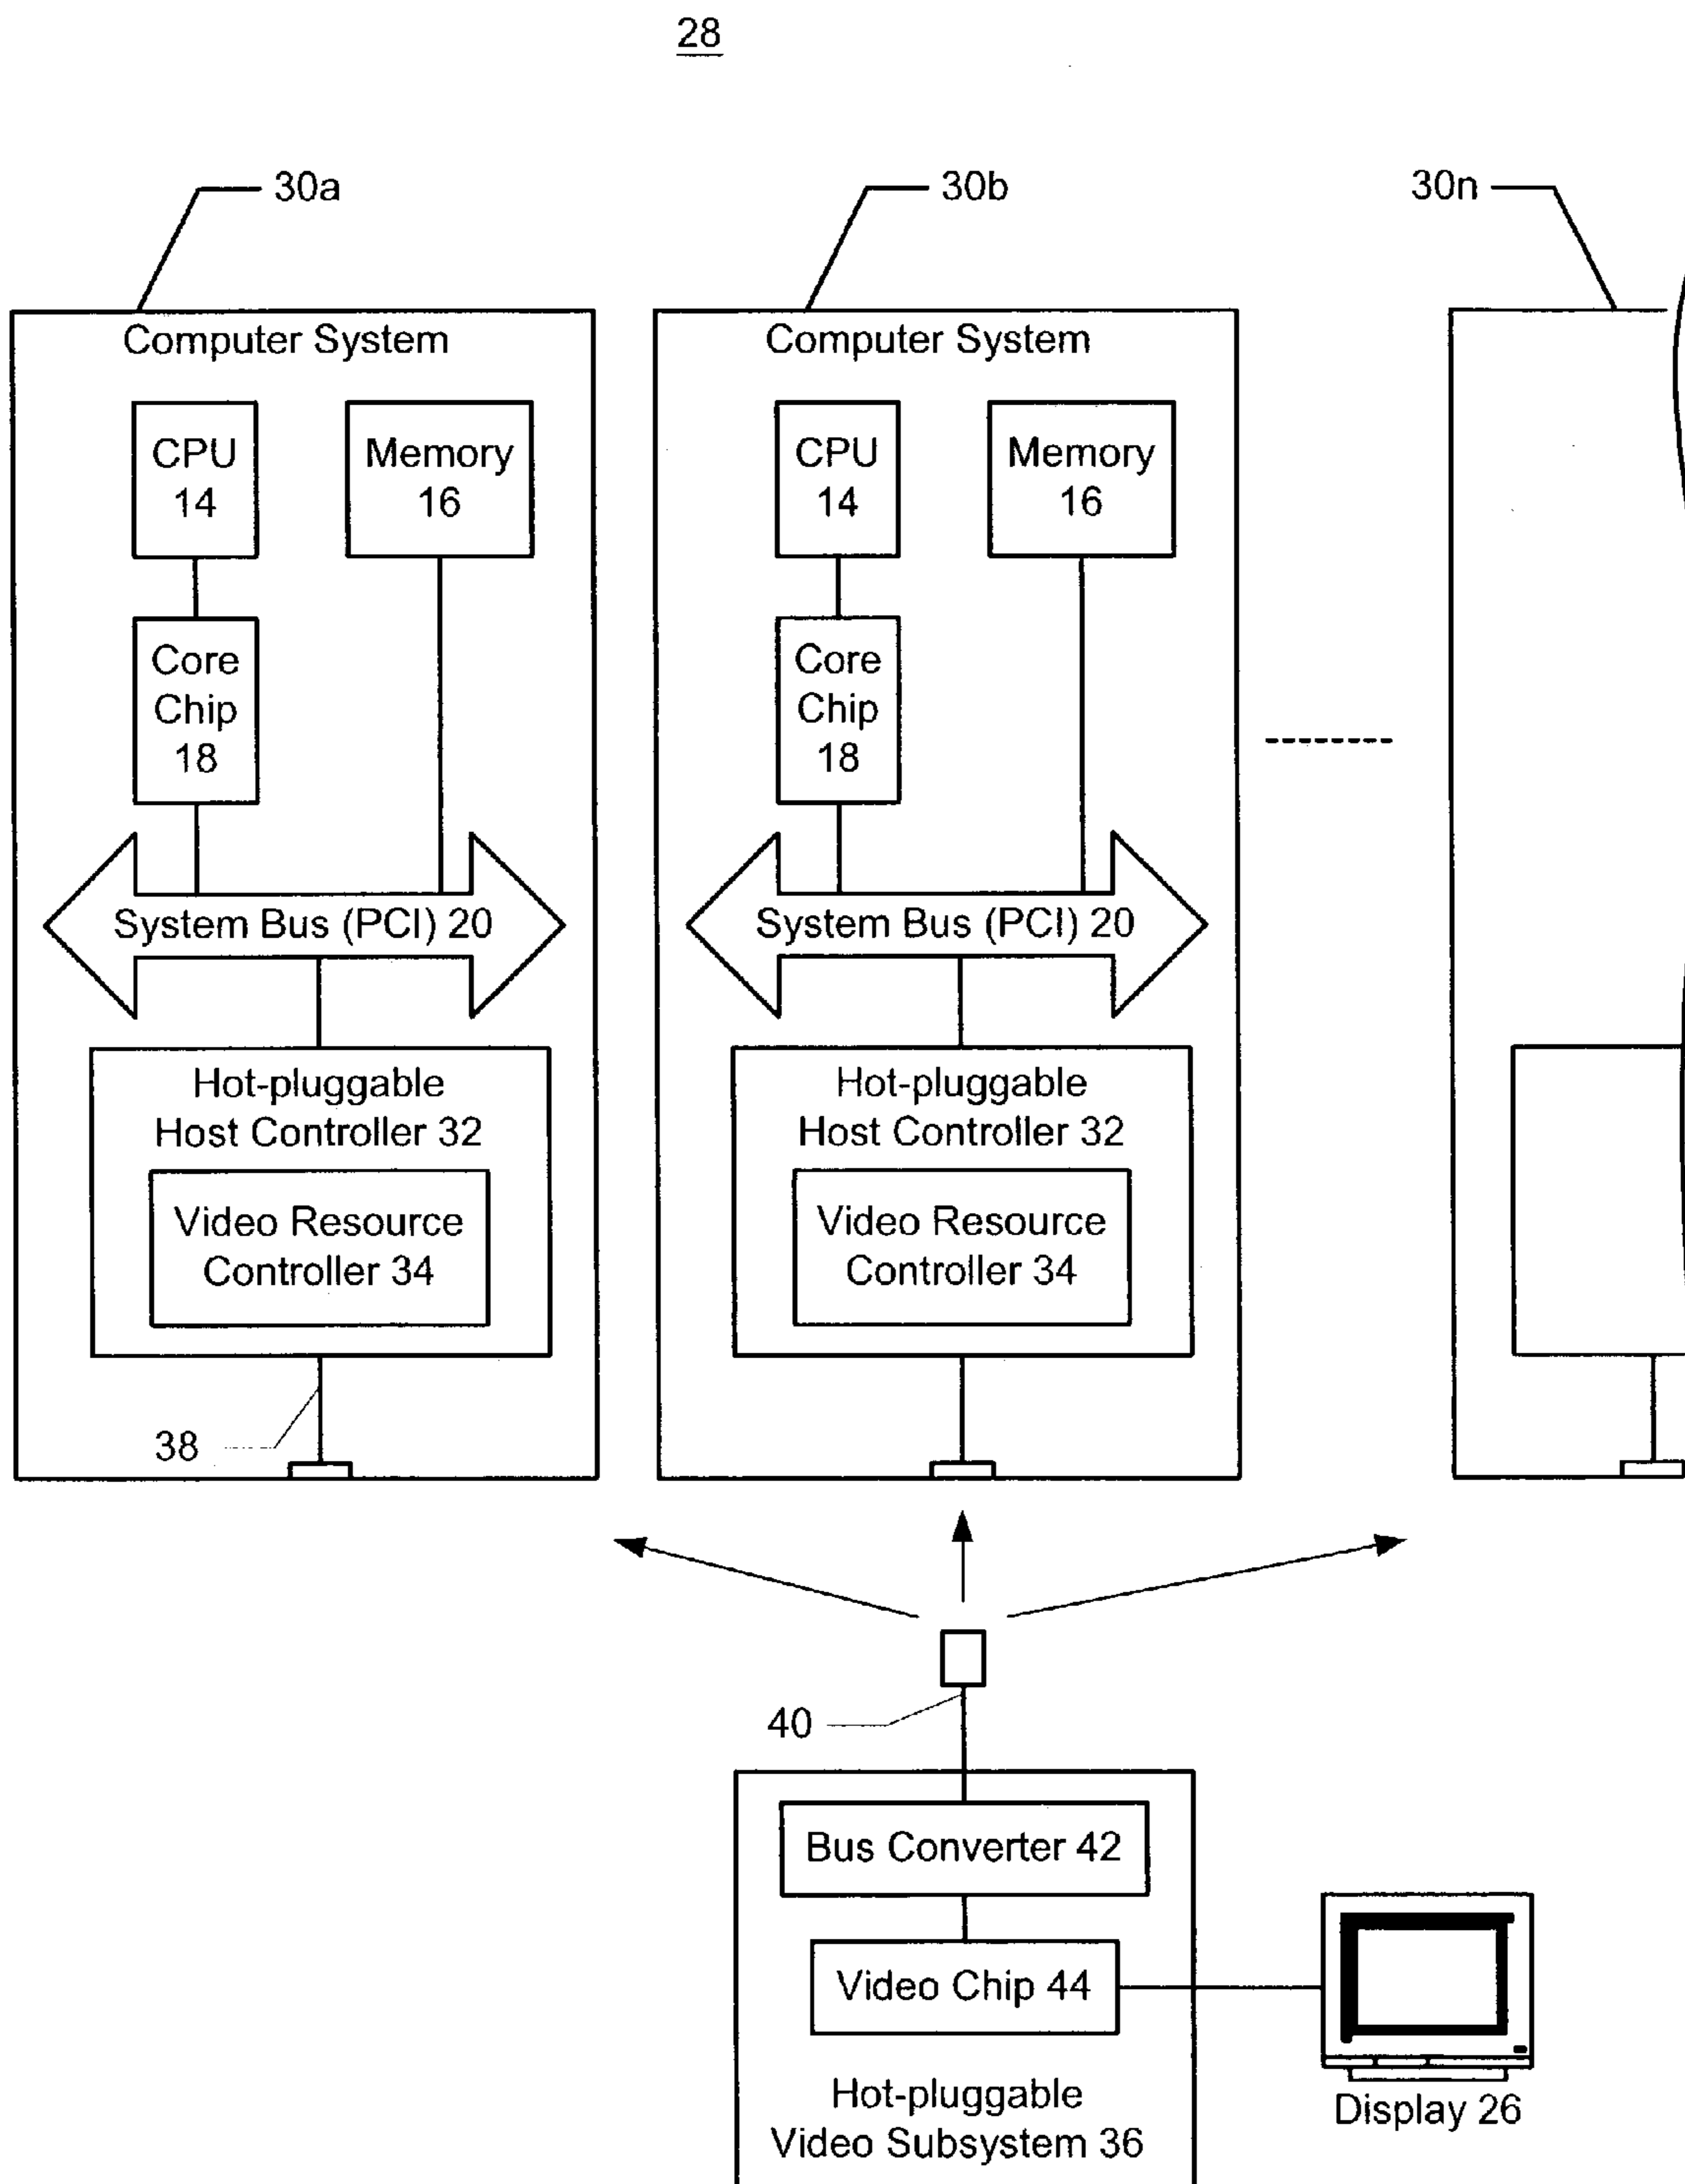 28
30a
30b
30n
Computer System
CPU
14
Memory
16
Core
Chip
18
System Bus (PCI) 20
Hot-pluggable
Host Controller 32
Video Resource
Controller 34
38
Computer System
CPU
14
Memory
16
Core
Chip
18
System Bus (PCI) 20
Hot-pluggable
Host Controller 32
Video Resource
Controller 34
40
Bus Converter 42
Video Chip 44
Hot-pluggable
Video Subsystem 36
Display 26